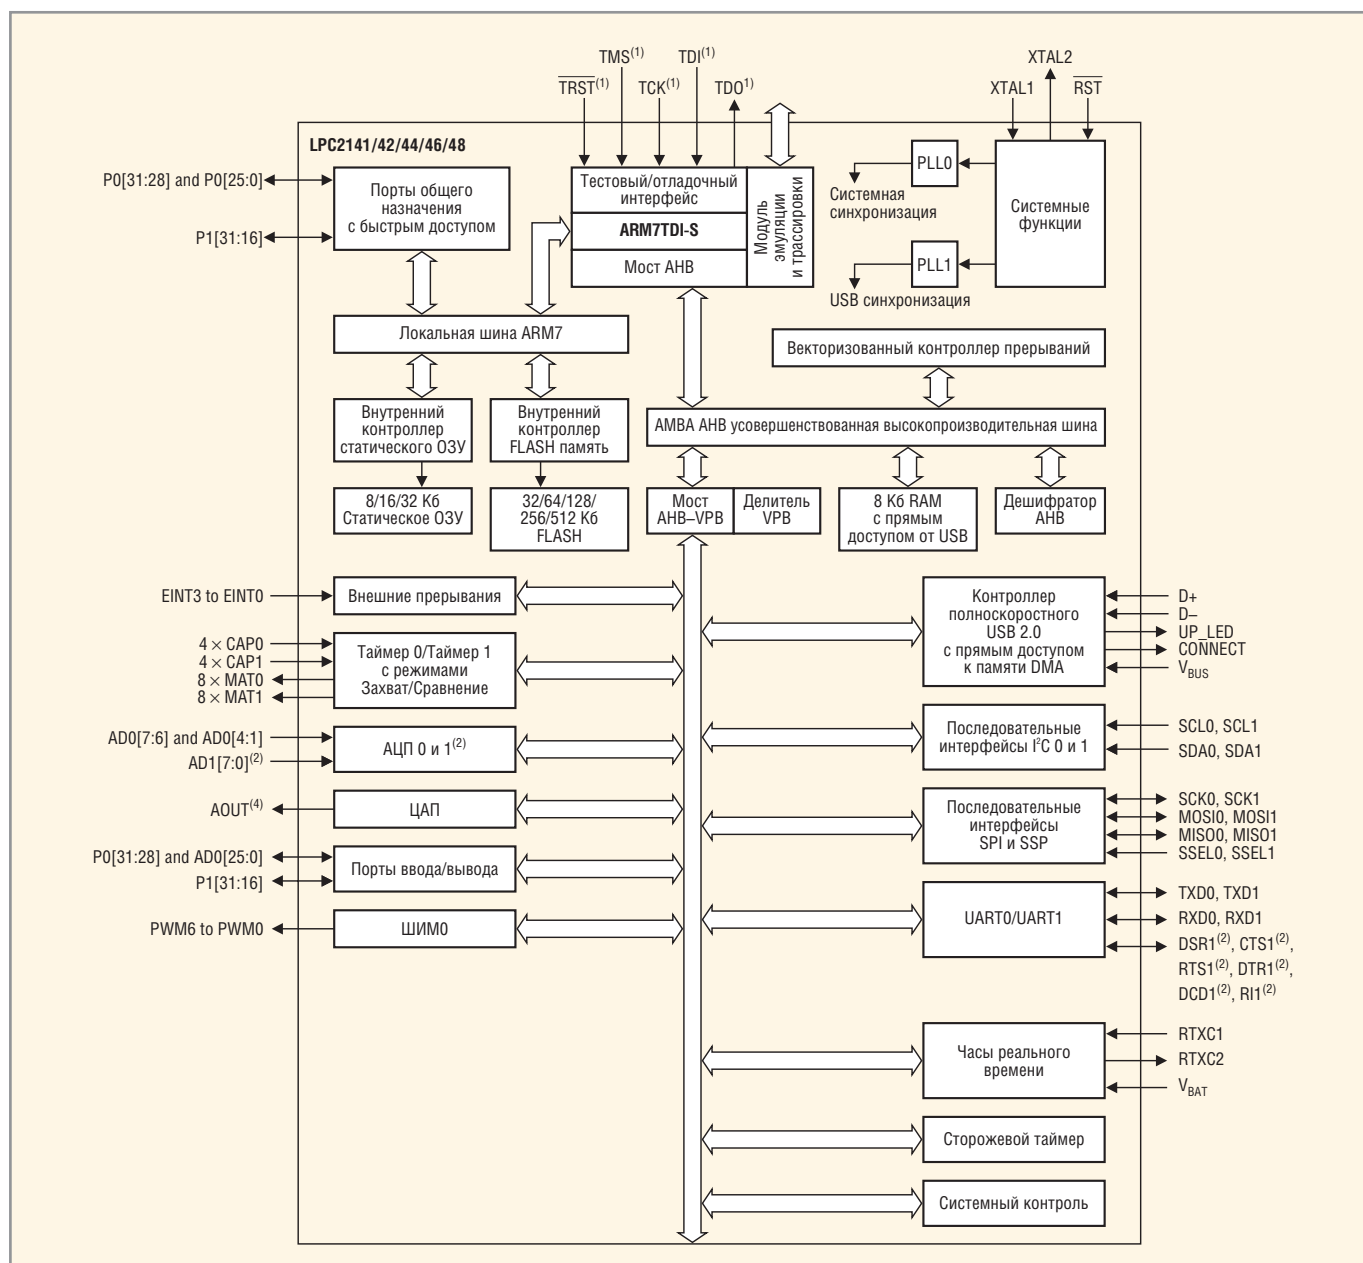 XTAL2
TMS(1)
TDI(1)
TRST(1)
TCK(1)
TDO1)
XTAL1
RST
LPC2141/42/44/46/48
P0[31:28] and P0[25:0]
P1[31:16]
Порты общего
назначения
с быстрым доступом
Тестовый/отладочный
интерфейс
ARM7TDI-S
Мост AHB
Модуль
эмуляции
и трассировки
PLL0
Системная
синхронизация
PLL1
USB синхронизация
Системные
функции
Локальная шина ARM7
Векторизованный контроллер прерываний
Внутренний
контроллер
статического ОЗУ
Внутренний
контроллер
FLASH память
AMBA AHB усовершенствованная высокопроизводительная шина
8/16/32 Кб
Статическое ОЗУ
32/64/128/
256/512 Кб
FLASH
Мост
AHB–VPB
Делитель
VPB
8 Кб RAM
с прямым
доступом от USB
Дешифратор
AHB
EINT3 to EINT0
Внешние прерывания
4 × CAP0
4 × CAP1
8 × MAT0
8 × MAT1
Таймер 0/Таймер 1
с режимами
Захват/Сравнение
AD0[7:6] and AD0[4:1]
AD1[7:0](2)
АЦП 0 и 1(2)
AOUT(4)
ЦАП
P0[31:28] and AD0[25:0]
P1[31:16]
Порты ввода/вывода
PWM6 to PWM0
ШИМ0
Контроллер
полноскоростного
USB 2.0
с прямым доступом
к памяти DMA
D+
D–
UP_LED
CONNECT
VBUS
Последовательные
интерфейсы I2C 0 и 1
SCL0, SCL1
SDA0, SDA1
Последовательные
интерфейсы
SPI и SSP
SCK0, SCK1
MOSI0, MOSI1
MISO0, MISO1
SSEL0, SSEL1
UART0/UART1
TXD0, TXD1
RXD0, RXD1
DSR1(2), CTS1(2),
RTS1(2), DTR1(2),
DCD1(2), RI1(2)
Часы реального
времени
RTXC1
RTXC2
VBAT
Сторожевой таймер
Системный контроль